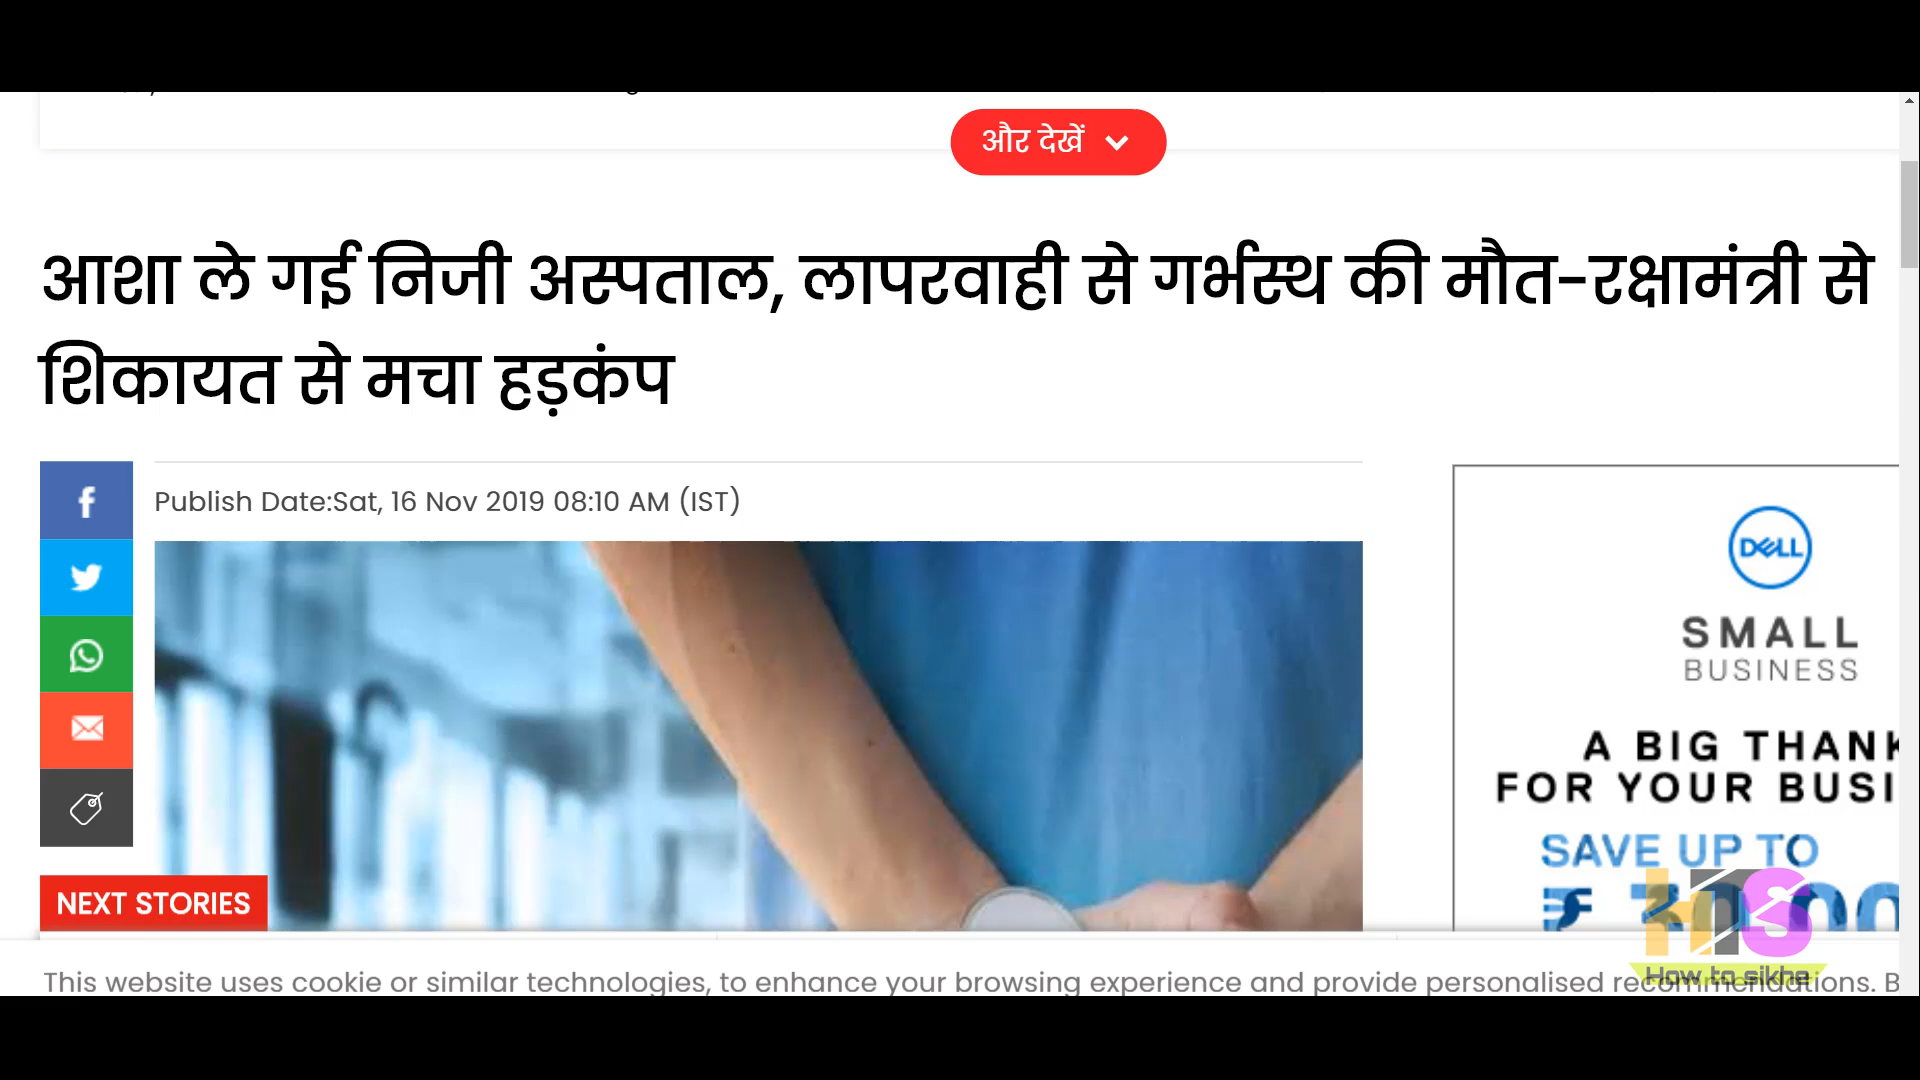 और देखें
आशा ले गई निजी अस्पताल, लापरवाही से गर्भस्थ की मौत-रक्षामंत्री से
शिकायत से मचा हड़कंप
Publish Date:Sat, 16 Nov 2019 08:10 AM (IST)
DELL
SMALL
BUSINESS
A BIG THANK
FOR YOUR BUSI
SAVE UP TO
HTS
How to sikhe
NEXT STORIES
This website uses cookie or similar technologies, to enhance your browsing experience and provide personalised recommendations. B